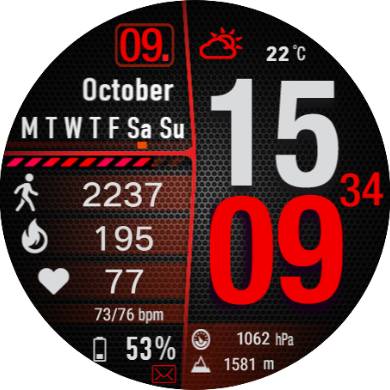 09.
October
M T W T F Sa Su
2237
195
77
73/76 bpm
53%
22 °C
15
09
34
1062 hPa
1581 m